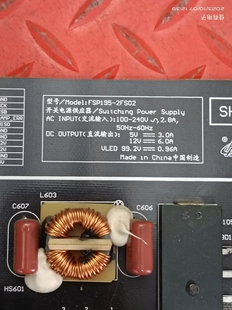 型号/Model:FSP195-2FS02
开关电源供应器/Switching Power Supply
AC INPUT(交流输入):100-240V~,2.8A,
50Hz-60Hz
DC OUTPUT(直流输出): 5V ⎓ 3.0A
12V ⎓ 6.0A
VLED 99.2V ⎓ 0.96A
Made in China中国制造
SH
AMP_ERR
L603
C607
C606
HS601